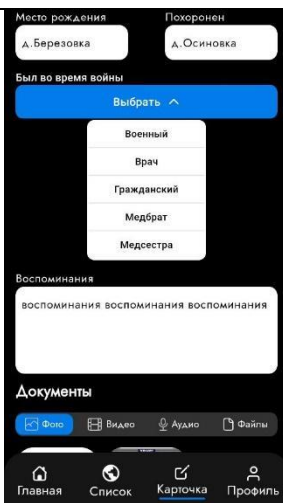 Место рождения Похоронен
д.Березовка д.Осиновка
Был во время войны
Выбрать
Военный
Врач
Гражданский
Медбрат
Медсестра
Воспоминания
воспоминания воспоминания воспоминания
Документы
Фото Видео Аудио Файлы
Главная Список Карточка Профиль